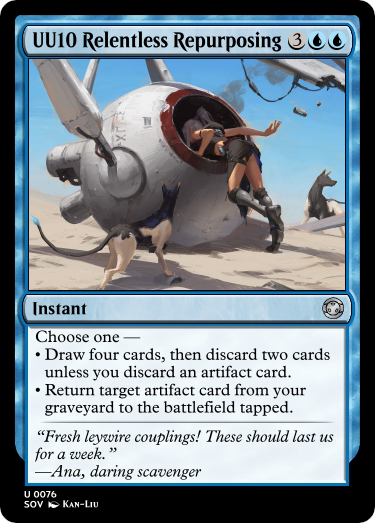 UU10 Relentless Repurposing 3
Instant
Choose one —
• Draw four cards, then discard two cards
unless you discard an artifact card.
• Return target artifact card from your
graveyard to the battlefield tapped.
“Fresh leywire couplings! These should last us
for a week.”
—Ana, daring scavenger
U 0076
SOV Kan-Liu